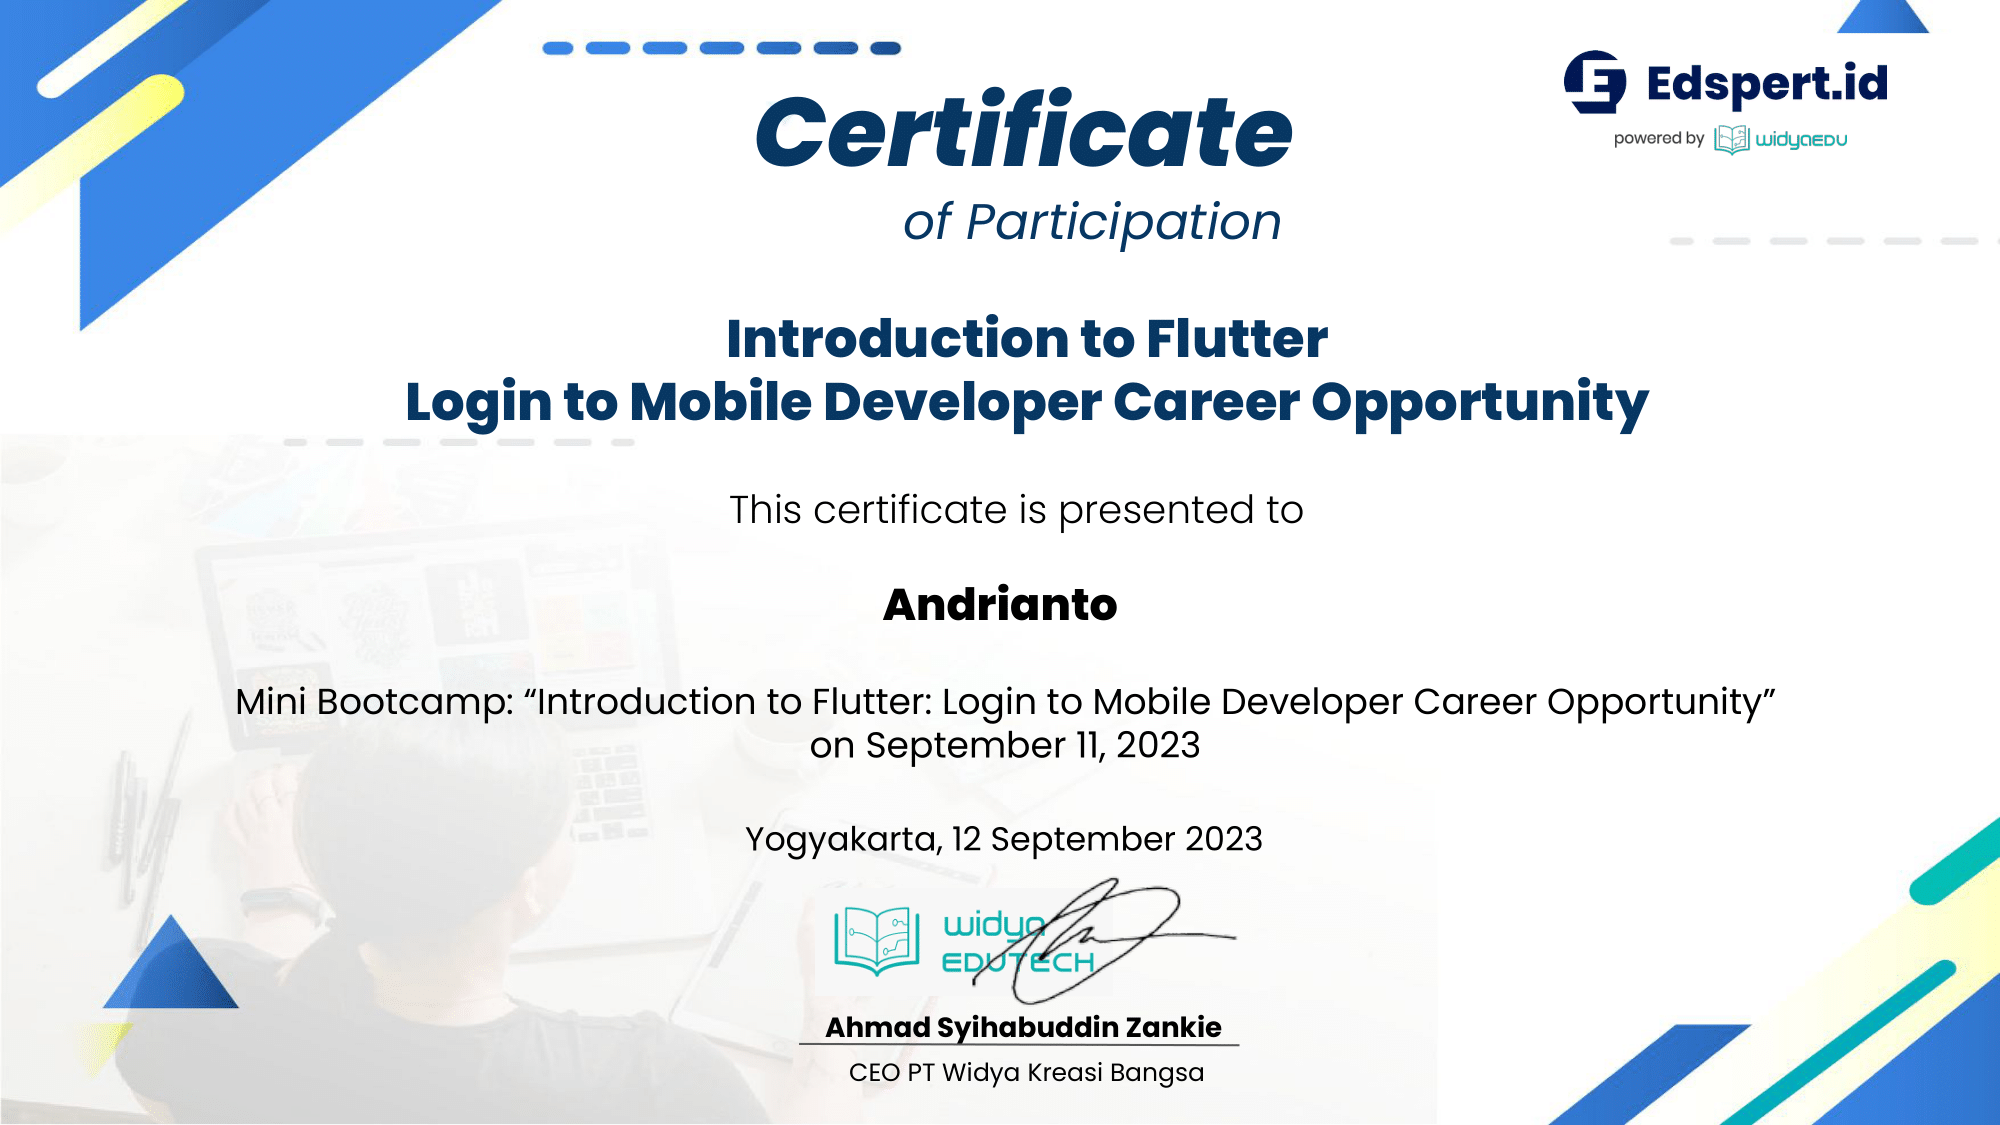 Edspert.id
powered by widyaEDU
Certificate
of Participation
Introduction to Flutter
Login to Mobile Developer Career Opportunity
This certificate is presented to
Andrianto
Mini Bootcamp: “Introduction to Flutter: Login to Mobile Developer Career Opportunity”
on September 11, 2023
Yogyakarta, 12 September 2023
widya
EDUTECH
Ahmad Syihabuddin Zankie
CEO PT Widya Kreasi Bangsa